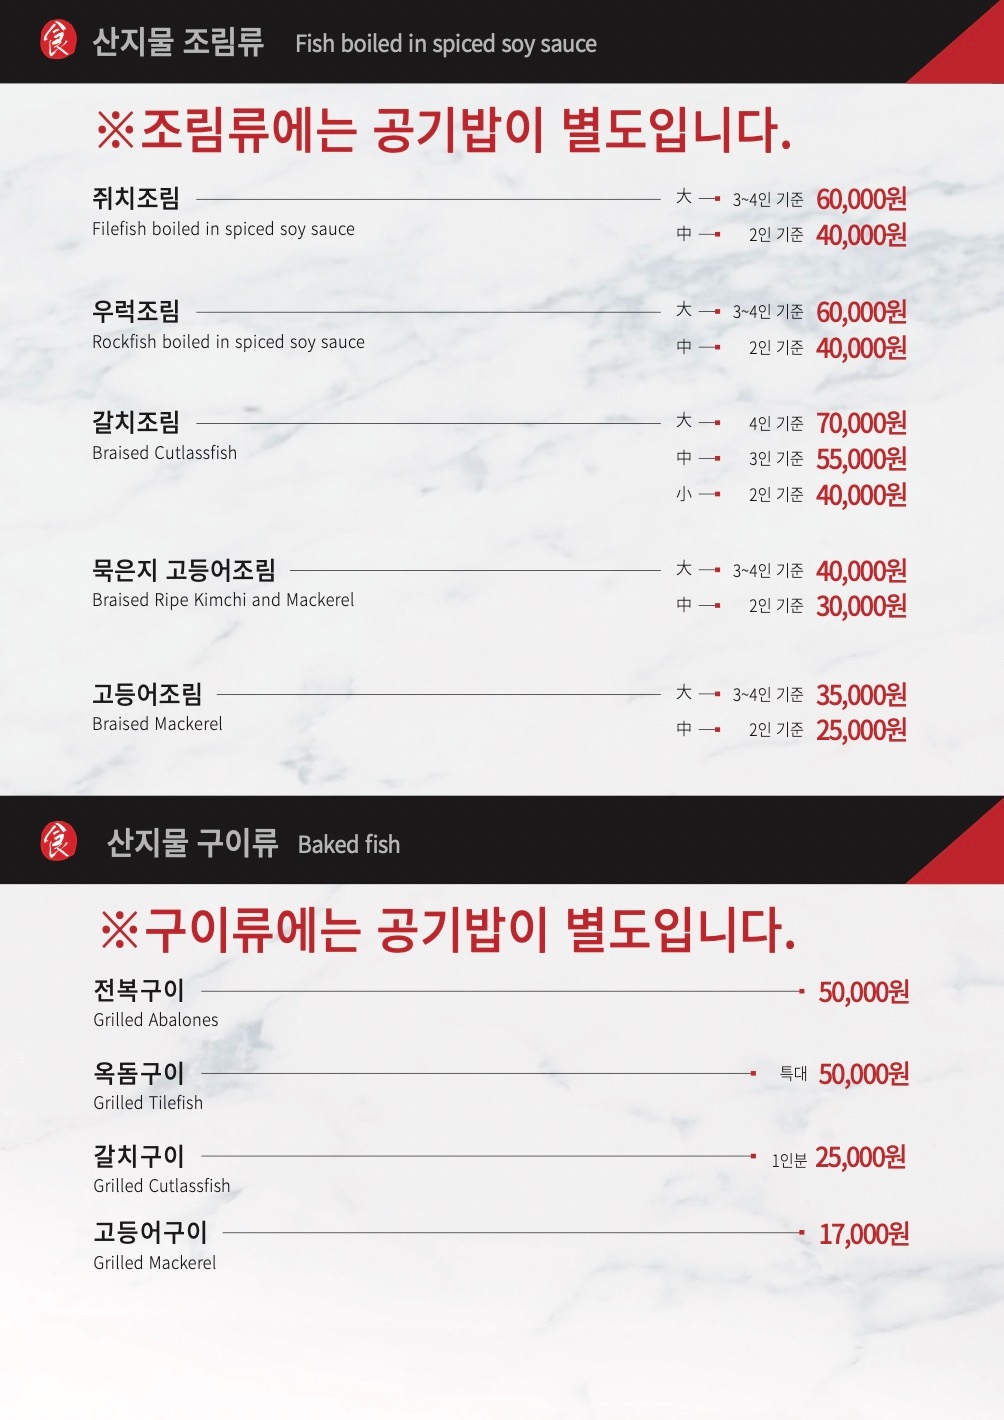 食 산지물 조림류 Fish boiled in spiced soy sauce
※조림류에는 공기밥이 별도입니다.
쥐치조림 大 3~4인 기준 60,000원
Filefish boiled in spiced soy sauce 中 2인 기준 40,000원
우럭조림 大 3~4인 기준 60,000원
Rockfish boiled in spiced soy sauce 中 2인 기준 40,000원
갈치조림 大 4인 기준 70,000원
Braised Cutlassfish 中 3인 기준 55,000원
小 2인 기준 40,000원
묵은지 고등어조림 大 3~4인 기준 40,000원
Braised Ripe Kimchi and Mackerel 中 2인 기준 30,000원
고등어조림 大 3~4인 기준 35,000원
Braised Mackerel 中 2인 기준 25,000원
食 산지물 구이류 Baked fish
※구이류에는 공기밥이 별도입니다.
전복구이 50,000원
Grilled Abalones
옥돔구이 특대 50,000원
Grilled Tilefish
갈치구이 1인분 25,000원
Grilled Cutlassfish
고등어구이 17,000원
Grilled Mackerel